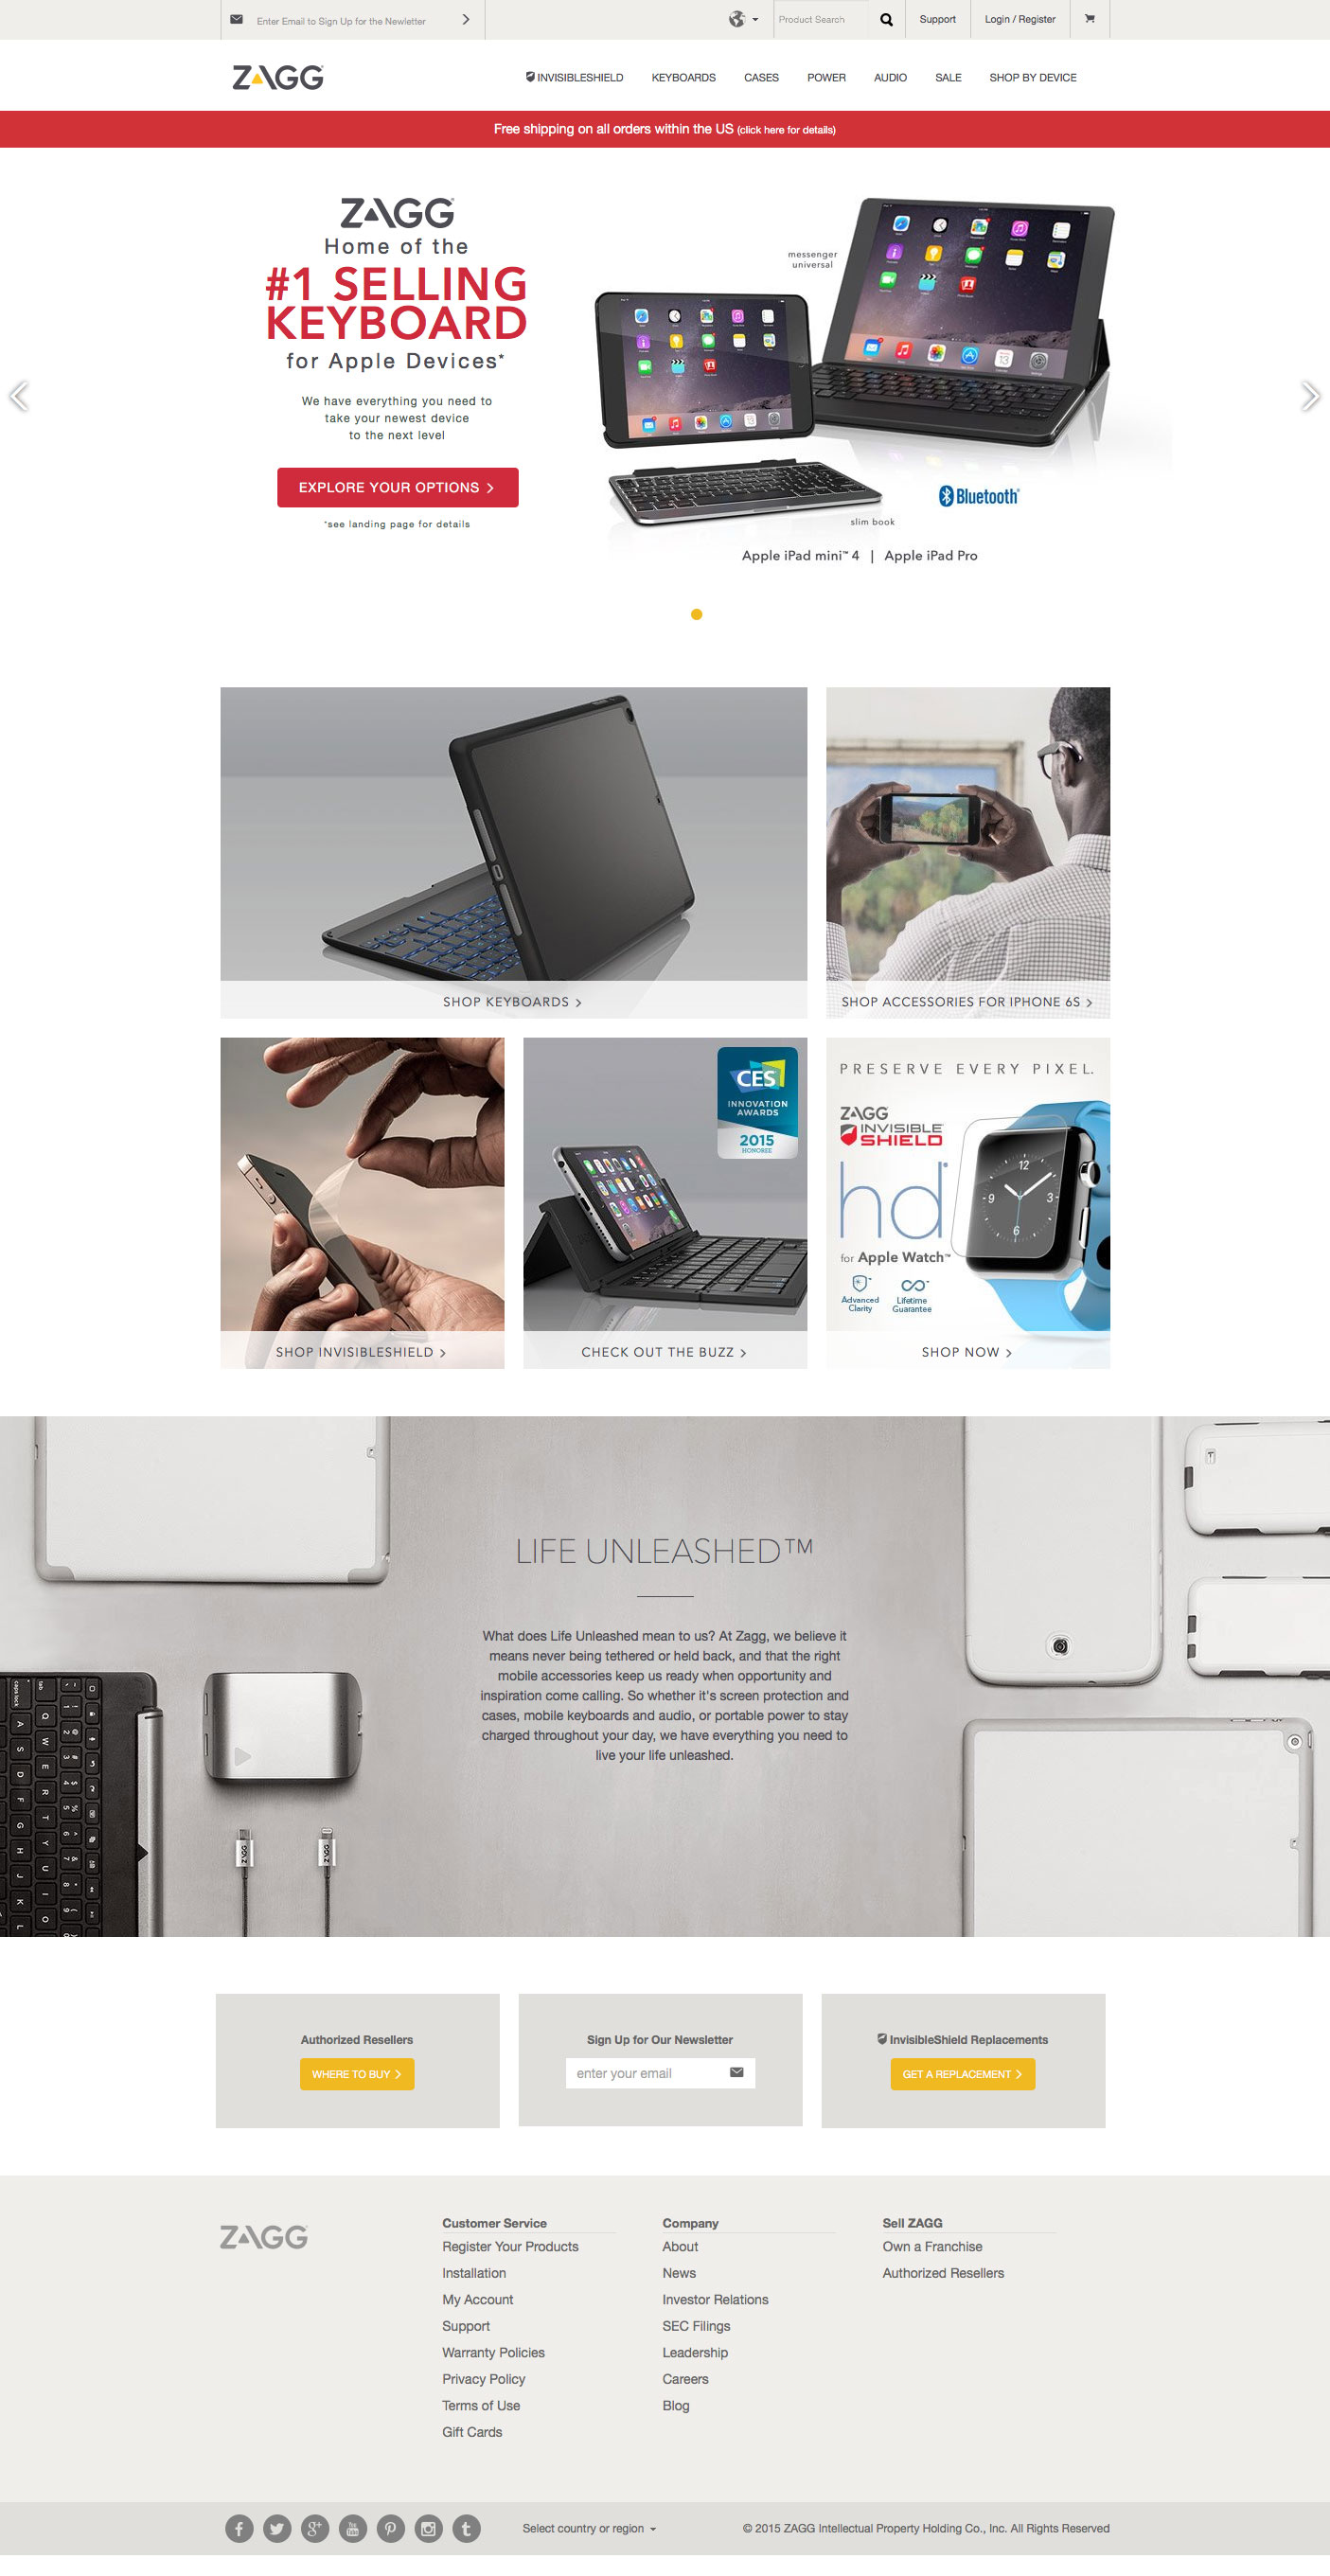 Enter Email to Sign Up for the Newletter
Product Search
Support
Login / Register
ZAGG
INVISIBLESHIELD
KEYBOARDS
CASES
POWER
AUDIO
SALE
SHOP BY DEVICE
Free shipping on all orders within the US (click here for details)
ZAGG
Home of the
#1 SELLING
KEYBOARD
for Apple Devices*
We have everything you need to
take your newest device
to the next level
EXPLORE YOUR OPTIONS
*see landing page for details
messenger
universal
Bluetooth
slim book
Apple iPad mini™ 4 | Apple iPad Pro
SHOP KEYBOARDS
SHOP ACCESSORIES FOR IPHONE 6S
SHOP INVISIBLESHIELD
CES
INNOVATION
AWARDS
2015
HONOREE
CHECK OUT THE BUZZ
PRESERVE EVERY PIXEL.
ZAGG
INVISIBLE
SHIELD
hd
for Apple Watch™
12
9
3
6
Advanced
Clarity
Lifetime
Guarantee
SHOP NOW
LIFE UNLEASHED™
What does Life Unleashed mean to us? At Zagg, we believe it
means never being tethered or held back, and that the right
mobile accessories keep us ready when opportunity and
inspiration come calling. So whether it's screen protection and
cases, mobile keyboards and audio, or portable power to stay
charged throughout your day, we have everything you need to
live your life unleashed.
ZAGG
ZAGG
Authorized Resellers
WHERE TO BUY
Sign Up for Our Newsletter
enter your email
InvisibleShield Replacements
GET A REPLACEMENT
ZAGG
Customer Service
Register Your Products
Installation
My Account
Support
Warranty Policies
Privacy Policy
Terms of Use
Gift Cards
Company
About
News
Investor Relations
SEC Filings
Leadership
Careers
Blog
Sell ZAGG
Own a Franchise
Authorized Resellers
Select country or region
© 2015 ZAGG Intellectual Property Holding Co., Inc. All Rights Reserved